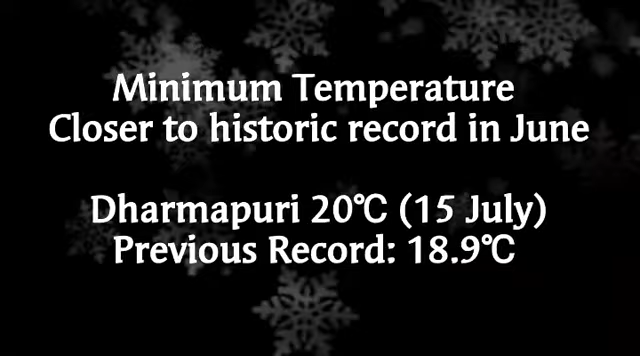 Minimum Temperature
Closer to historic record in June
Dharmapuri 20℃ (15 July)
Previous Record: 18.9℃